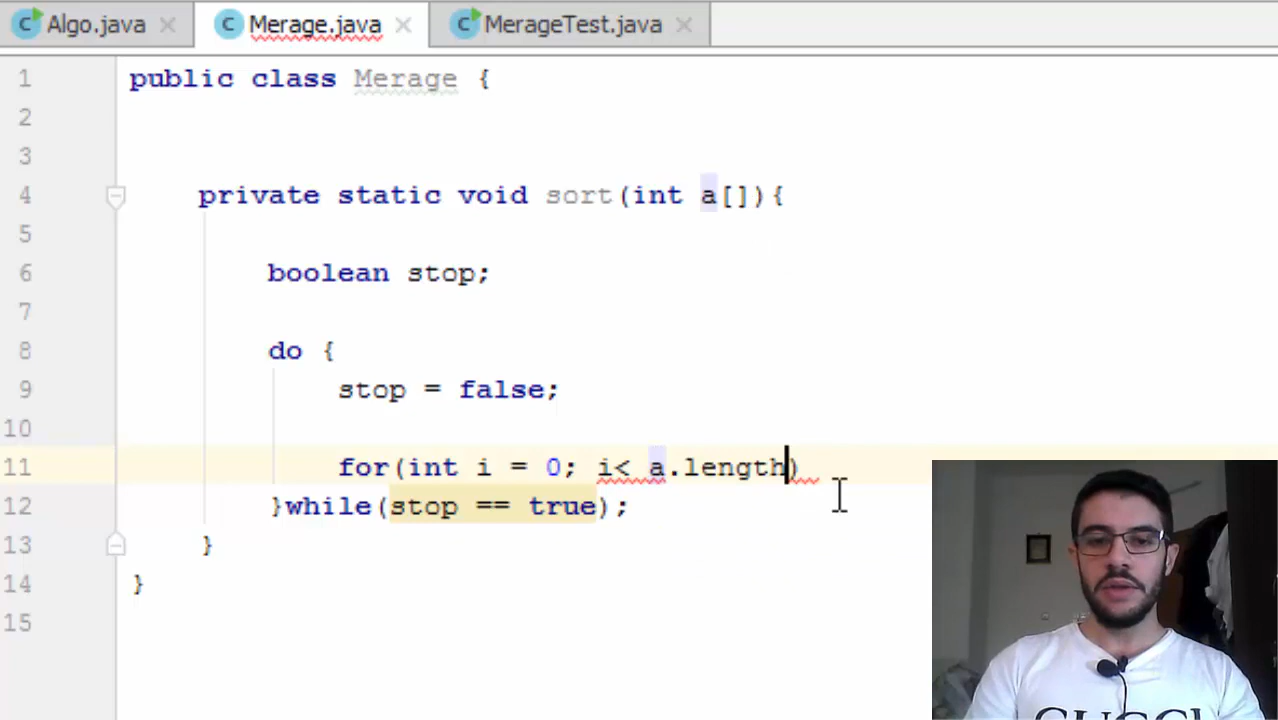 Algo.java Merage.java MerageTest.java
1 public class Merage {
2
3
4 private static void sort(int a[]){
5
6 boolean stop;
7
8 do {
9 stop = false;
10
11 for(int i = 0; i< a.length)
12 }while(stop == true);
13 }
14 }
15
GUCCI